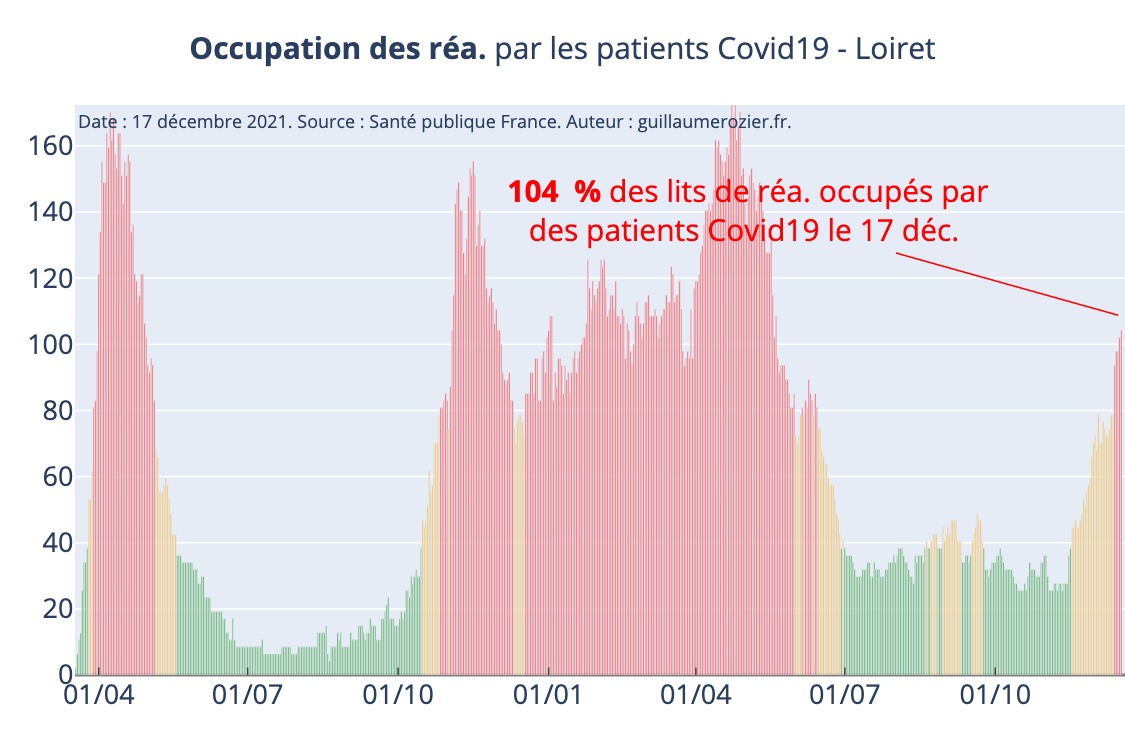 Occupation des réa. par les patients Covid19 - Loiret
Date : 17 décembre 2021. Source : Santé publique France. Auteur : guillaumerozier.fr.
160
104 % des lits de réa. occupés par
140
des patients Covid19 le 17 déc.
120
100
80
60
40
20
0
01/04 01/07 01/10 01/01 01/04 01/07 01/10